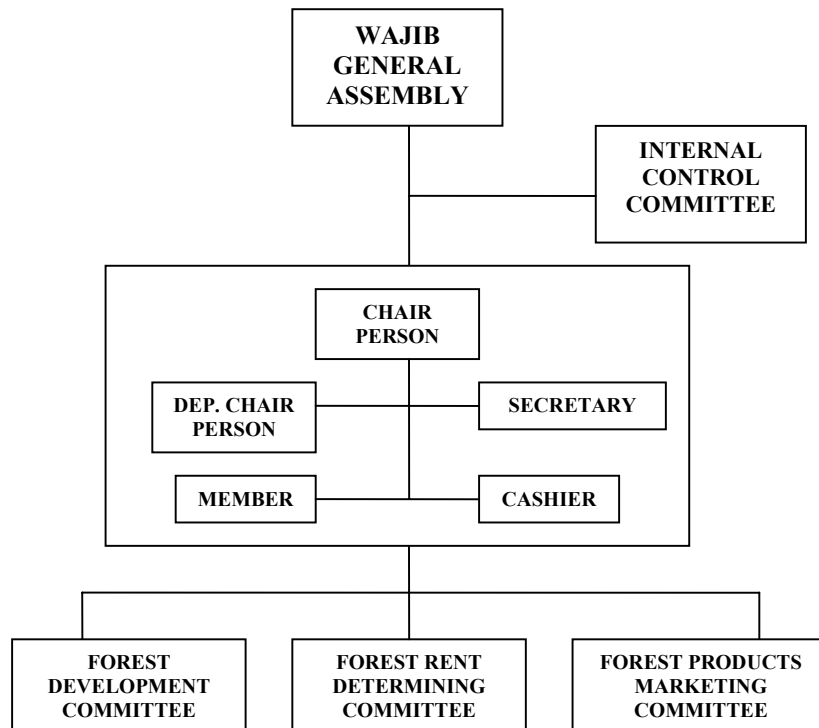 WAJIB
GENERAL
ASSEMBLY
INTERNAL
CONTROL
COMMITTEE
CHAIR
PERSON
DEP. CHAIR
PERSON
SECRETARY
MEMBER
CASHIER
FOREST
DEVELOPMENT
COMMITTEE
FOREST RENT
DETERMINING
COMMITTEE
FOREST PRODUCTS
MARKETING
COMMITTEE